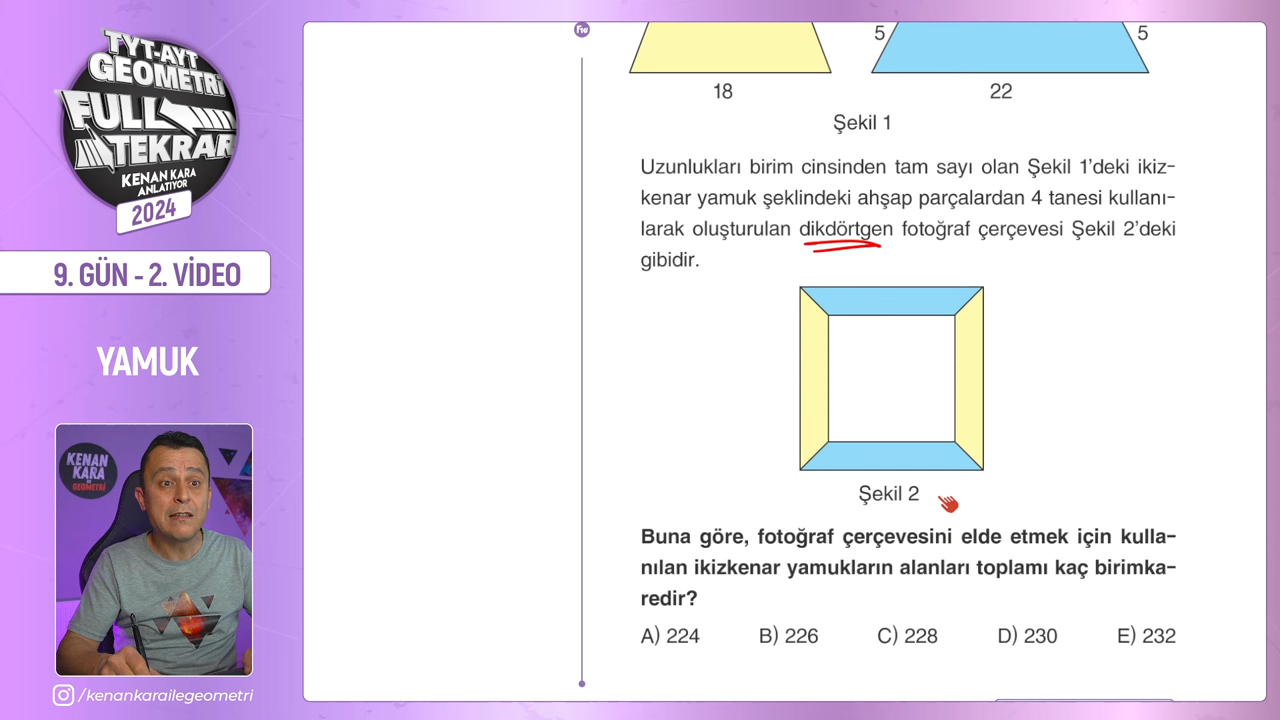 TYT-AYT
GEOMETRİ
FULL
TEKRAR
KENAN KARA
ANLATIYOR
2024
9. GÜN - 2. VİDEO
YAMUK
KENAN
KARA
GEOMETRİ
/kenankarailegeometri
5
5
18
22
Şekil 1
Uzunlukları birim cinsinden tam sayı olan Şekil 1'deki ikiz-
kenar yamuk şeklindeki ahşap parçalardan 4 tanesi kullanı-
larak oluşturulan dikdörtgen fotoğraf çerçevesi Şekil 2'deki
gibidir.
Şekil 2
Buna göre, fotoğraf çerçevesini elde etmek için kulla-
nılan ikizkenar yamukların alanları toplamı kaç birimka-
redir?
A) 224 B) 226 C) 228 D) 230 E) 232